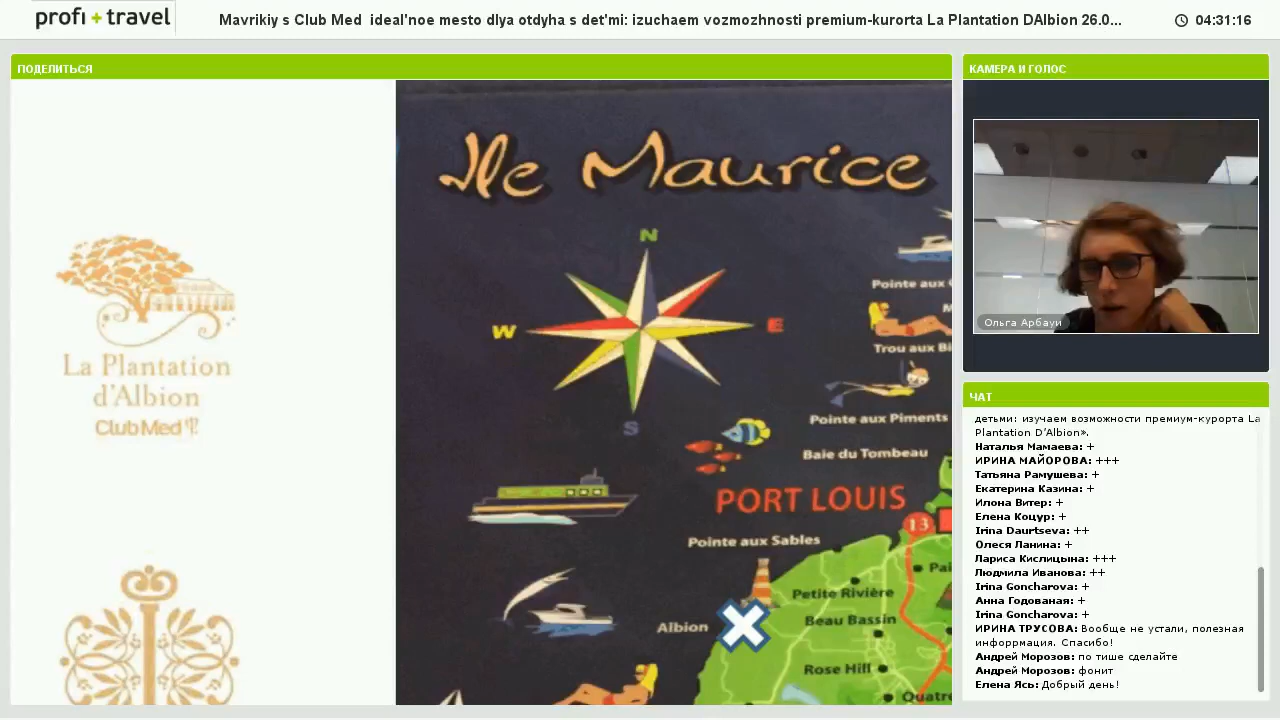 profi + travel
Mavrikiy s Club Med ideal'noe mesto dlya otdyha s det'mi: izuchaem vozmozhnosti premium-kurorta La Plantation DAlbion 26.0...
04:31:16
ПОДЕЛИТЬСЯ
La Plantation
d'Albion
Club Med
Ile Maurice
N
W
E
S
Pointe aux
Trou aux Bi
Pointe aux Piments
Baie du Tombeau
PORT LOUIS
13
Pointe aux Sables
Pai
Petite Rivière
Albion
Beau Bassin
Rose Hill
Quatre
КАМЕРА И ГОЛОС
Ольга Арбауи
ЧАТ
детьми: изучаем возможности премиум-курорта La
Plantation D'Albion».
Наталья Мамаева: +
ИРИНА МАЙОРОВА: +++
Татьяна Рамушева: +
Екатерина Казина: +
Илона Витер: +
Елена Коцур: +
Irina Daurtseva: ++
Олеся Ланина: +
Лариса Кислицына: +++
Людмила Иванова: ++
Irina Goncharova: +
Анна Годованая: +
Irina Goncharova: +
ИРИНА ТРУСОВА: Вообще не устали, полезная
инфоррмация. Спасибо!
Андрей Морозов: по тише сделайте
Андрей Морозов: фонит
Елена Ясь: Добрый день!